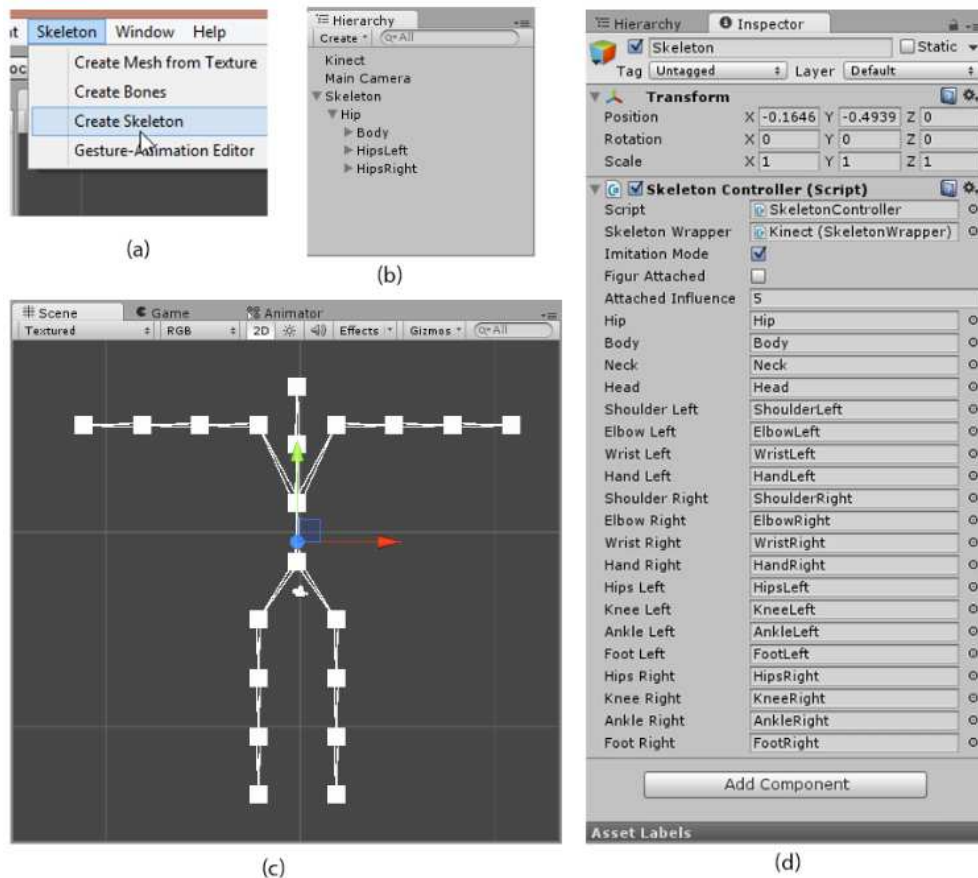 t Skeleton Window Help
oc
Create Mesh from Texture
Create Bones
Create Skeleton
Gesture-Animation Editor
(a)
Hierarchy
Create All
Kinect
Main Camera
Skeleton
Hip
Body
HipsLeft
HipsRight
(b)
Scene Game Animator
Textured RGB 2D Effects Gizmos All
(c)
Hierarchy Inspector
Skeleton Static
Tag Untagged Layer Default
Transform
Position X -0.1646 Y -0.4939 Z 0
Rotation X 0 Y 0 Z 0
Scale X 1 Y 1 Z 1
Skeleton Controller (Script)
Script SkeletonController
Skeleton Wrapper Kinect (SkeletonWrapper)
Imitation Mode
Figur Attached
Attached Influence 5
Hip Hip
Body Body
Neck Neck
Head Head
Shoulder Left ShoulderLeft
Elbow Left ElbowLeft
Wrist Left WristLeft
Hand Left HandLeft
Shoulder Right ShoulderRight
Elbow Right ElbowRight
Wrist Right WristRight
Hand Right HandRight
Hips Left HipsLeft
Knee Left KneeLeft
Ankle Left AnkleLeft
Foot Left FootLeft
Hips Right HipsRight
Knee Right KneeRight
Ankle Right AnkleRight
Foot Right FootRight
Add Component
Asset Labels
(d)